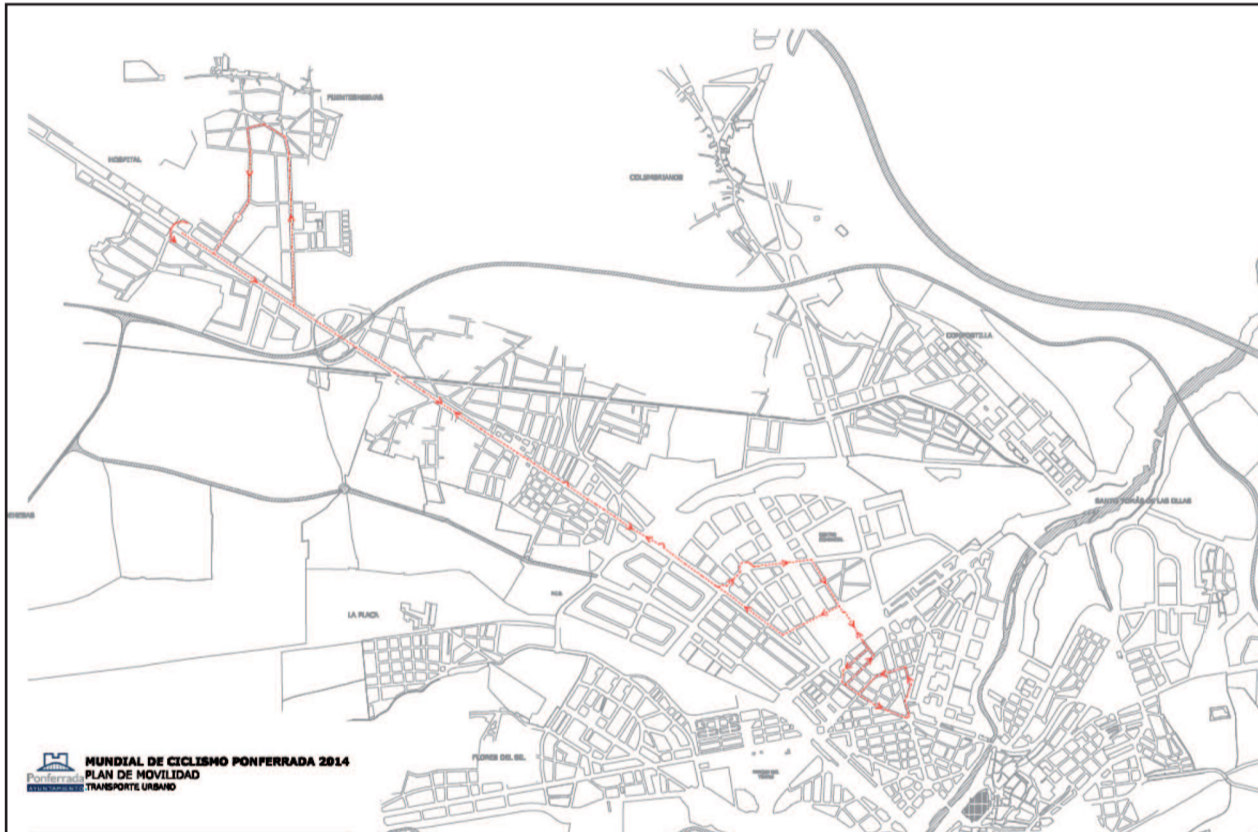 FUENTESNUEVAS
HOSPITAL
COLUMBRIANOS
COMPOSTILLA
SANTO TOMÁS DE LAS OLLAS
LA PLACA
FLORES DEL SIL
MUNDIAL DE CICLISMO PONFERRADA 2014
PLAN DE MOVILIDAD
TRANSPORTE URBANO
Ponferrada
AYUNTAMIENTO